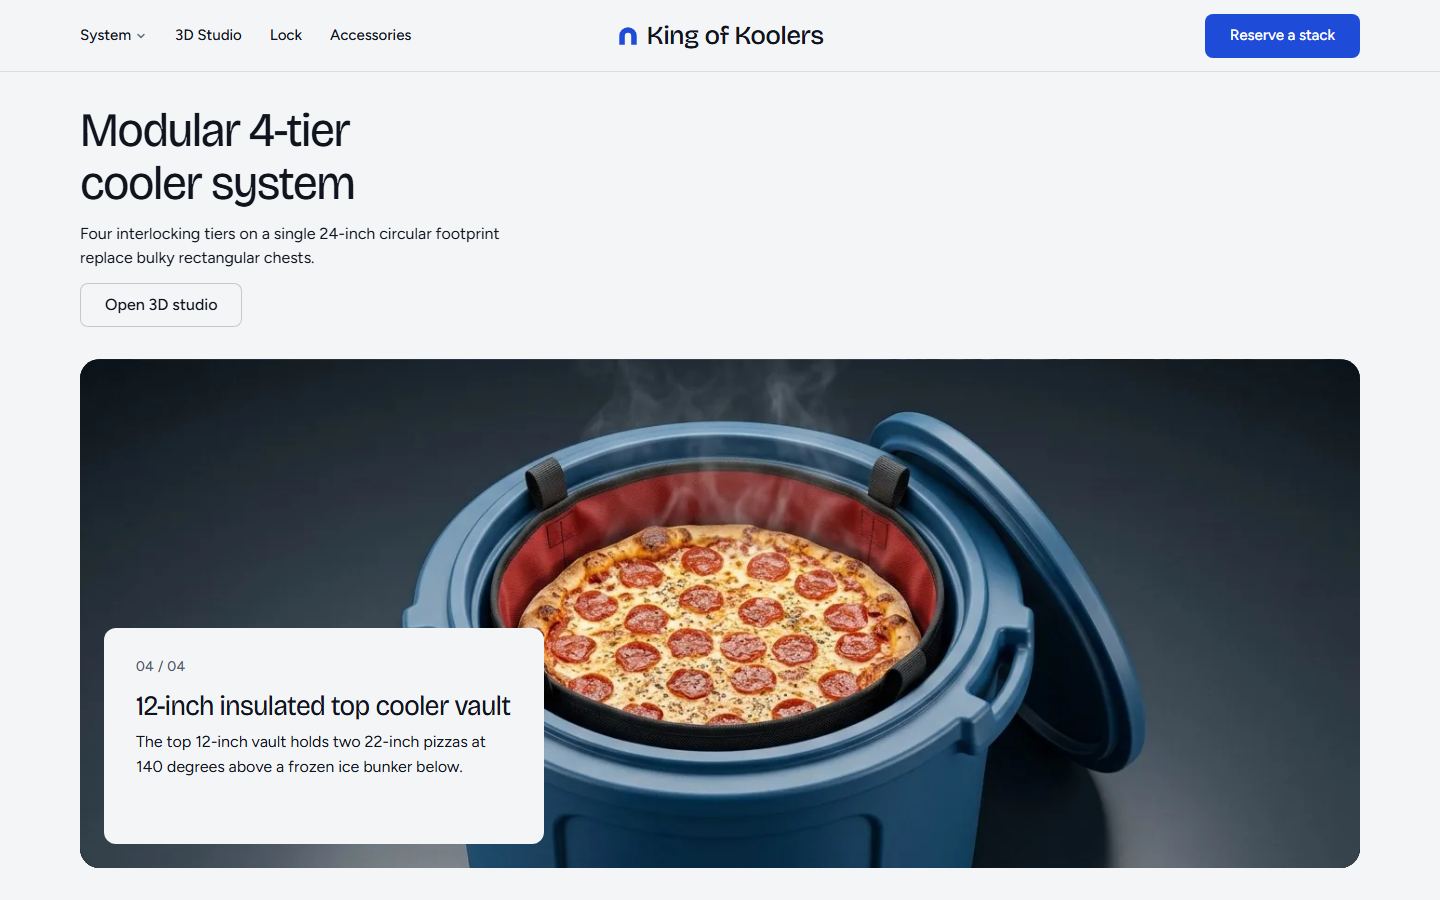 System
3D Studio
Lock
Accessories
King of Koolers
Reserve a stack
Modular 4-tier
cooler system
Four interlocking tiers on a single 24-inch circular footprint
replace bulky rectangular chests.
Open 3D studio
04 / 04
12-inch insulated top cooler vault
The top 12-inch vault holds two 22-inch pizzas at
140 degrees above a frozen ice bunker below.